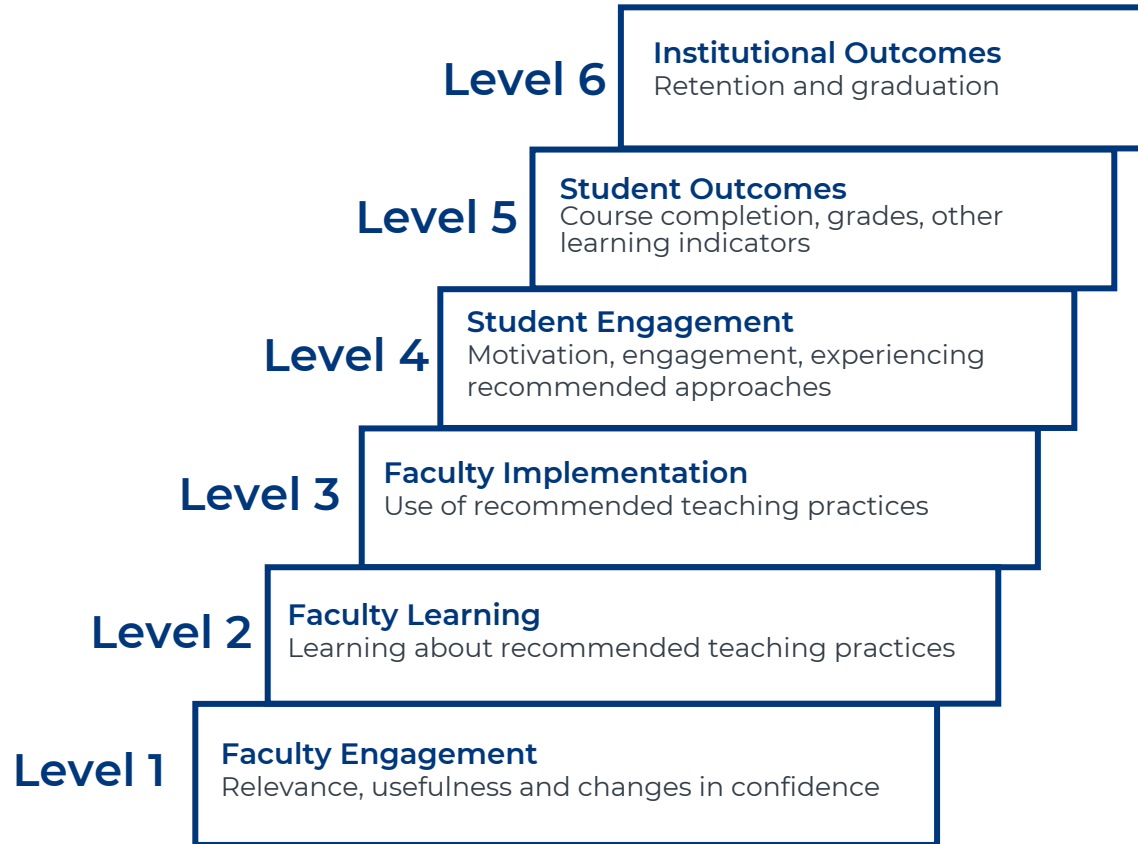 Level 6
Institutional Outcomes
Retention and graduation
Level 5
Student Outcomes
Course completion, grades, other
learning indicators
Level 4
Student Engagement
Motivation, engagement, experiencing
recommended approaches
Level 3
Faculty Implementation
Use of recommended teaching practices
Level 2
Faculty Learning
Learning about recommended teaching practices
Level 1
Faculty Engagement
Relevance, usefulness and changes in confidence